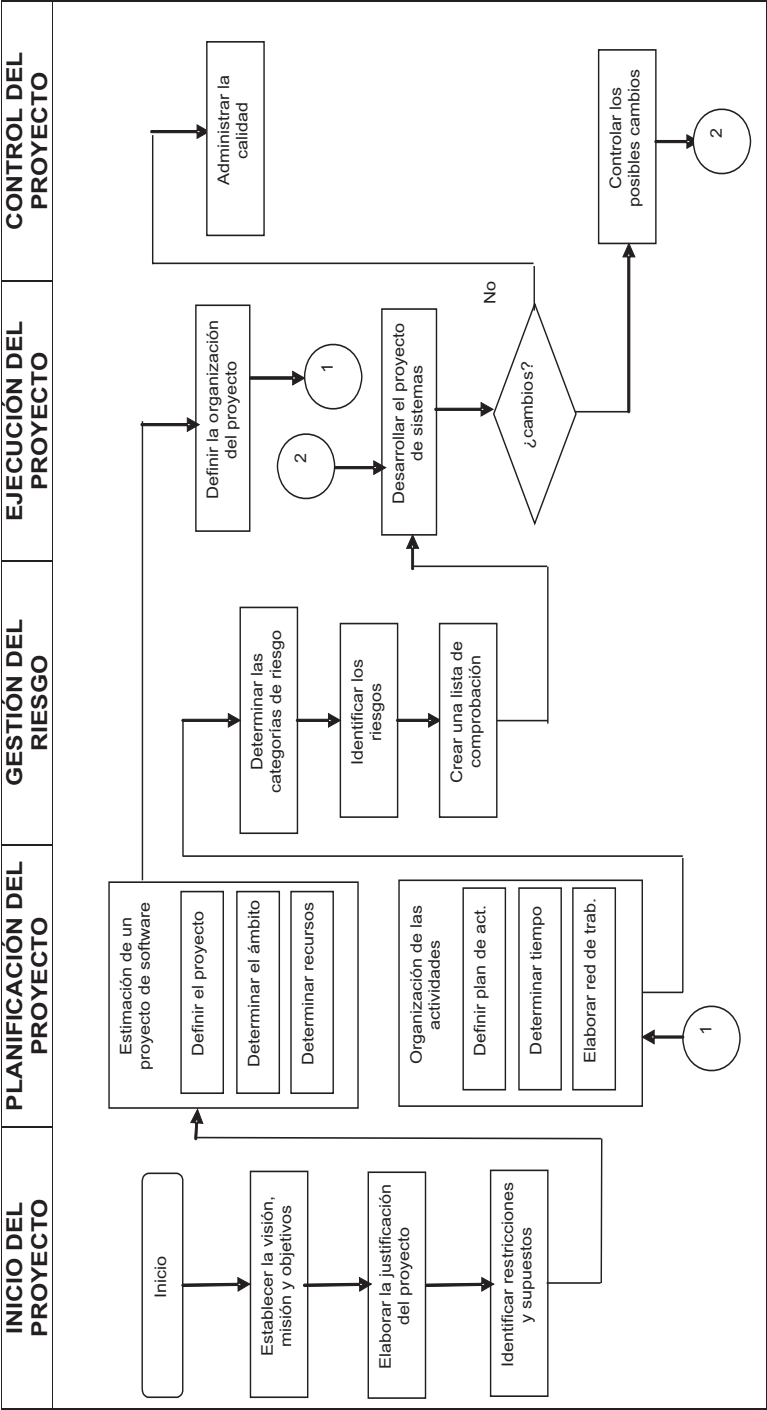 INICIO DEL
PROYECTO
PLANIFICACIÓN DEL
PROYECTO
GESTIÓN DEL
RIESGO
EJECUCIÓN DEL
PROYECTO
CONTROL DEL
PROYECTO
Inicio
Establecer la visión,
misión y objetivos
Elaborar la justificación
del proyecto
Identificar restricciones
y supuestos
Estimación de un
proyecto de software
Definir el proyecto
Determinar el ámbito
Determinar recursos
Organización de las
actividades
Definir plan de act.
Determinar tiempo
Elaborar red de trab.
1
Determinar las
categorías de riesgo
Identificar los
riesgos
Crear una lista de
comprobación
Definir la organización
del proyecto
1
2
Desarrollar el proyecto
de sistemas
¿cambios?
No
Administrar la
calidad
Controlar los
posibles cambios
2